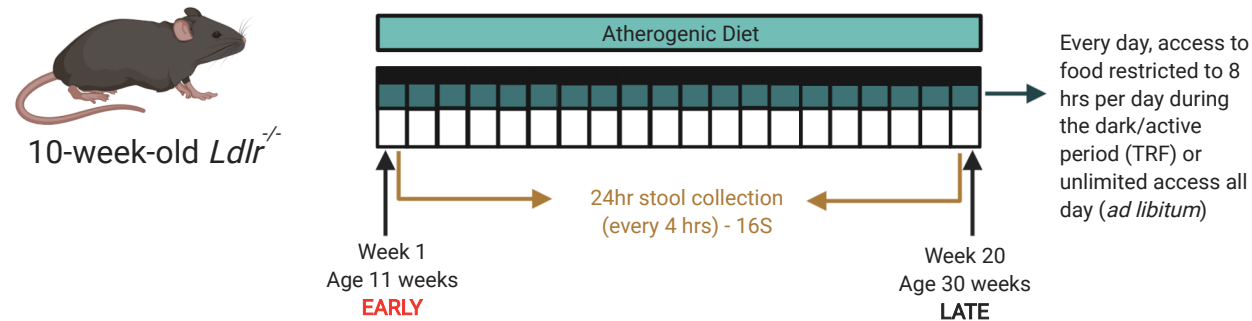 Atherogenic Diet
10-week-old Ldlr-/-
Every day, access to
food restricted to 8
hrs per day during
the dark/active
period (TRF) or
unlimited access all
day (ad libitum)
24hr stool collection
(every 4 hrs) - 16S
Week 1
Age 11 weeks
EARLY
Week 20
Age 30 weeks
LATE